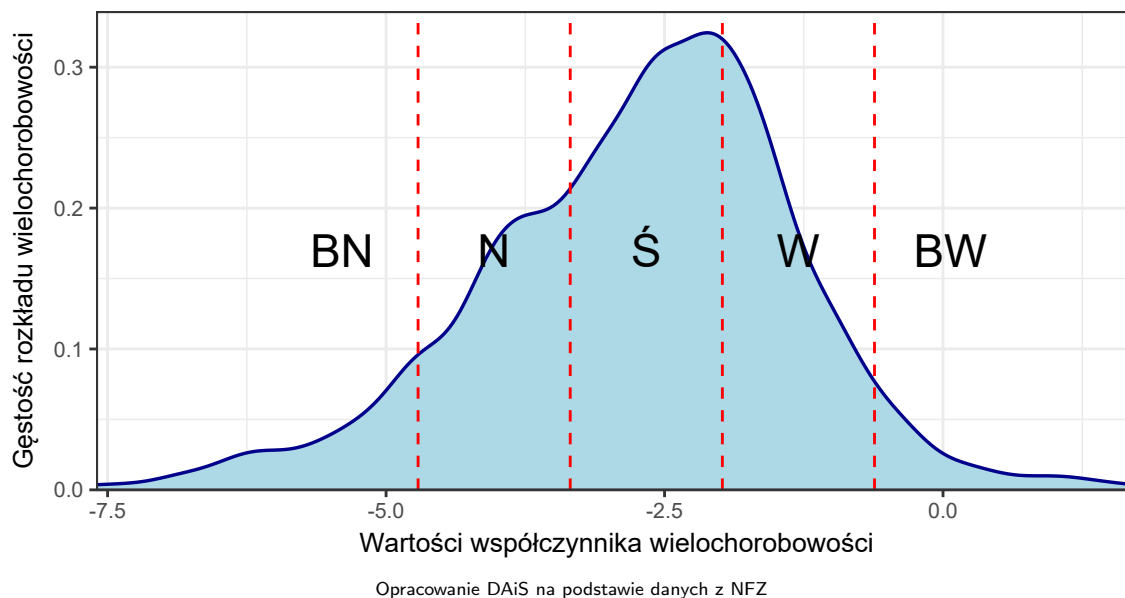 Gęstość rozkładu wielochorobowości
0.3
0.2
0.1
0.0
BN N Ś W BW
-7.5 -5.0 -2.5 0.0
Wartości współczynnika wielochorobowości
Opracowanie DAiS na podstawie danych z NFZ